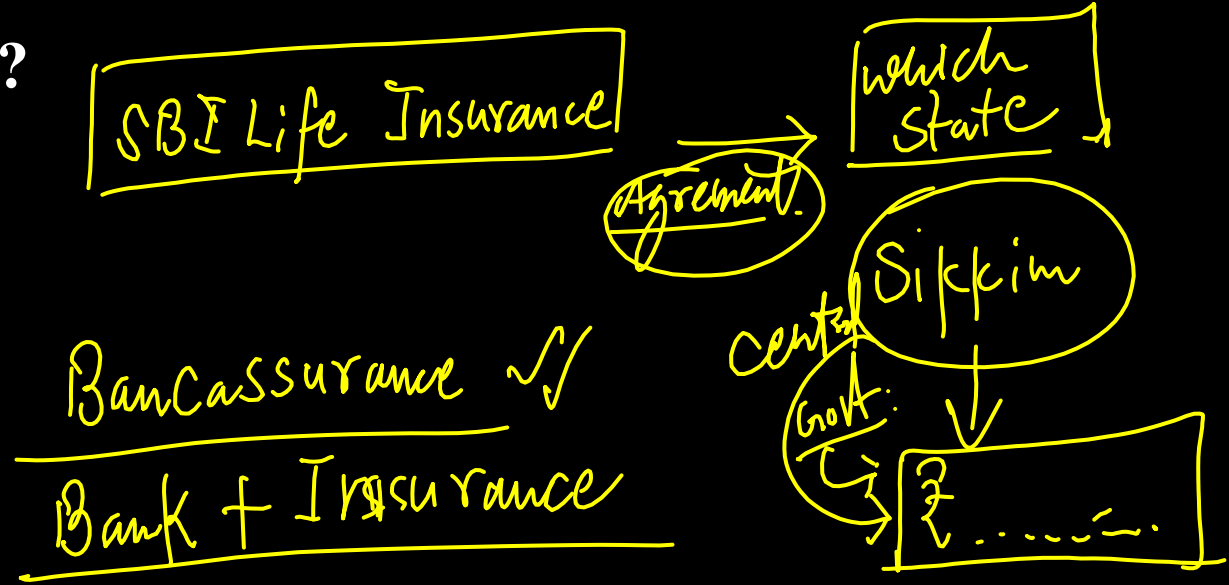 ?
SBI Life Insurance
which
state
Agreement.
Sikkim
Central
Govt:
Bancassurance
Bank + Insurance
₹ ........